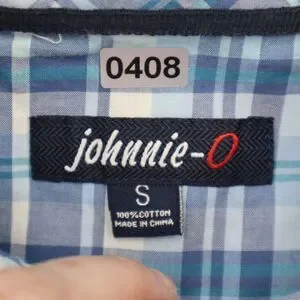 0408
johnnie-O
S
100% COTTON
MADE IN CHINA